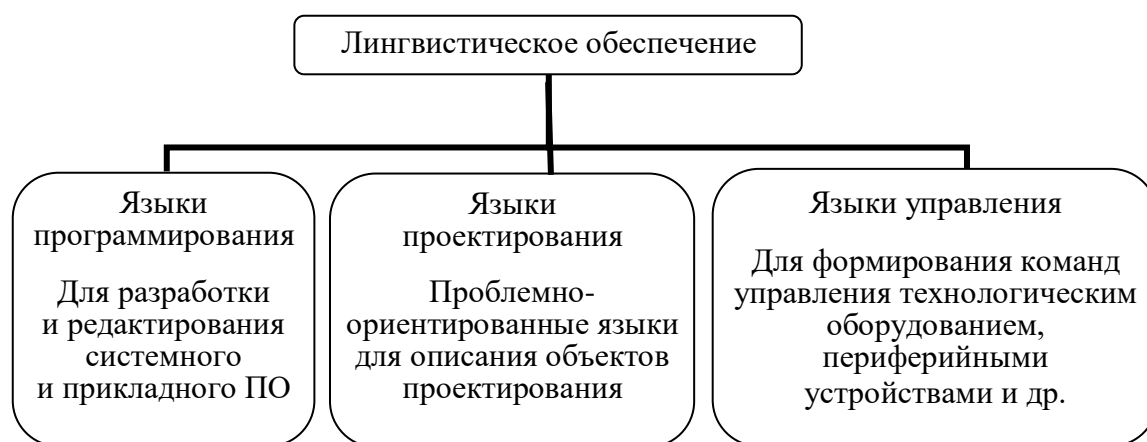 Лингвистическое обеспечение
Языки
программирования
Для разработки
и редактирования
системного
и прикладного ПО
Языки
проектирования
Проблемно-
ориентированные языки
для описания объектов
проектирования
Языки управления
Для формирования команд
управления технологическим
оборудованием,
периферийными
устройствами и др.